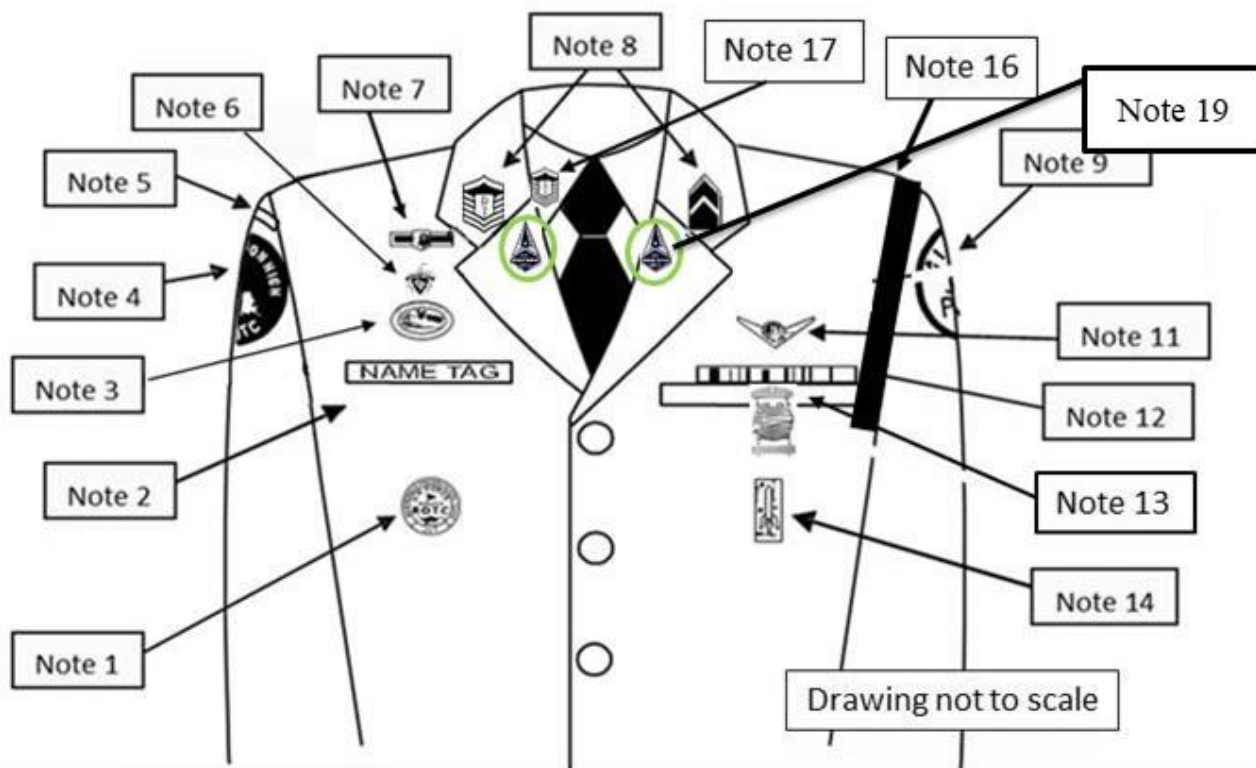 Note 8
Note 17
Note 16
Note 7
Note 6
Note 19
Note 5
Note 9
Note 4
Note 11
Note 3
NAME TAG
Note 12
Note 2
Note 13
ROTC
Note 14
Note 1
Drawing not to scale